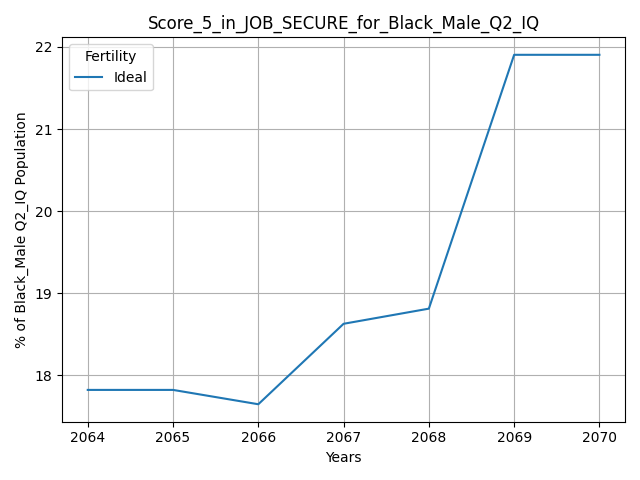 Score_5_in_JOB_SECURE_for_Black_Male_Q2_IQ
Fertility
Ideal
% of Black_Male Q2_IQ Population
22
21
20
19
18
2064 2065 2066 2067 2068 2069 2070
Years